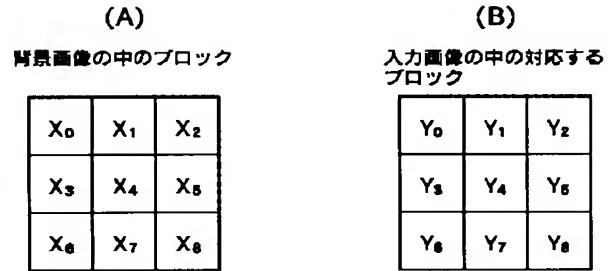 (A)
背景画像の中のブロック
X₀ X₁ X₂
X₃ X₄ X₅
X₆ X₇ X₈
(B)
入力画像の中の対応する
ブロック
Y₀ Y₁ Y₂
Y₃ Y₄ Y₅
Y₆ Y₇ Y₈